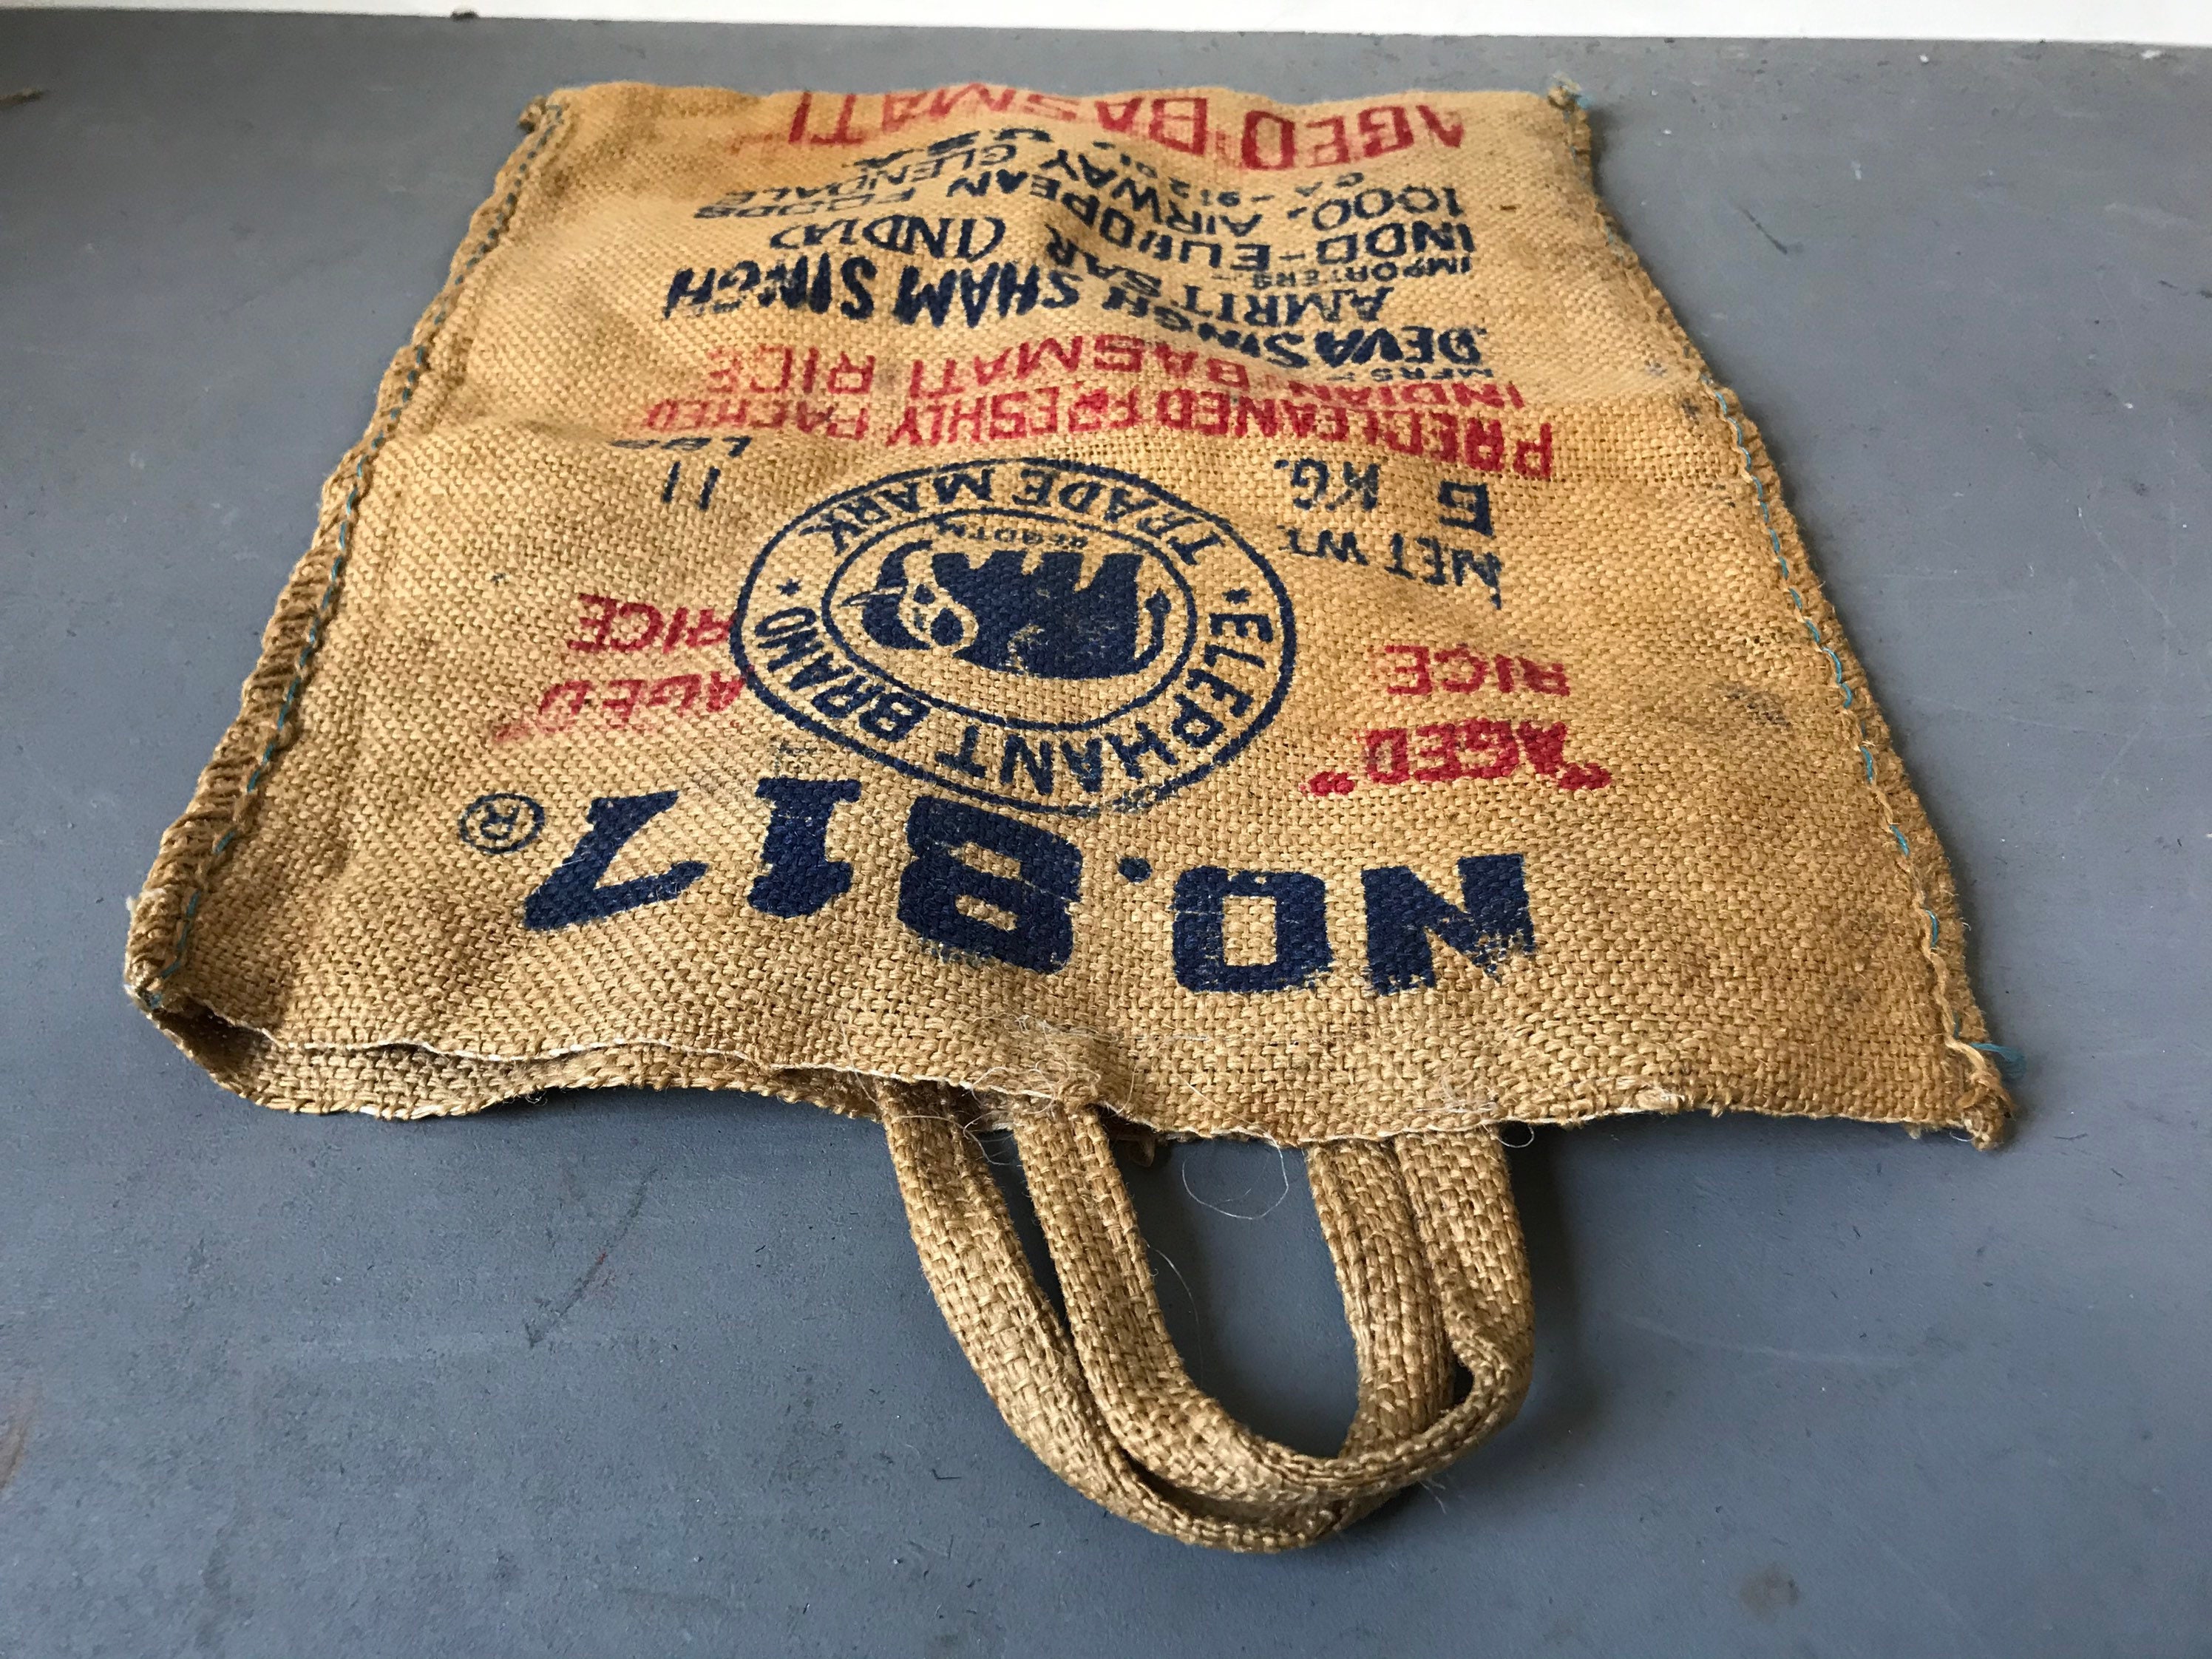 NO. 817 ®
"AGED" RICE
"AGED" RICE
ELEPHANT BRAND
TRADE MARK
REGDTM
NET WT.
5 KG.
11 LBS
PRECLEANED FRESHLY PACKED
INDIAN BASMATI RICE
MFRS:-
DEVA SINGH SHAM SINGH
AMRITSAR (INDIA)
IMPORTERS:-
INDO-EUROPEAN FOODS
1000, AIRWAY GLENDALE
CA - 91201, USA
AGED BASMATI